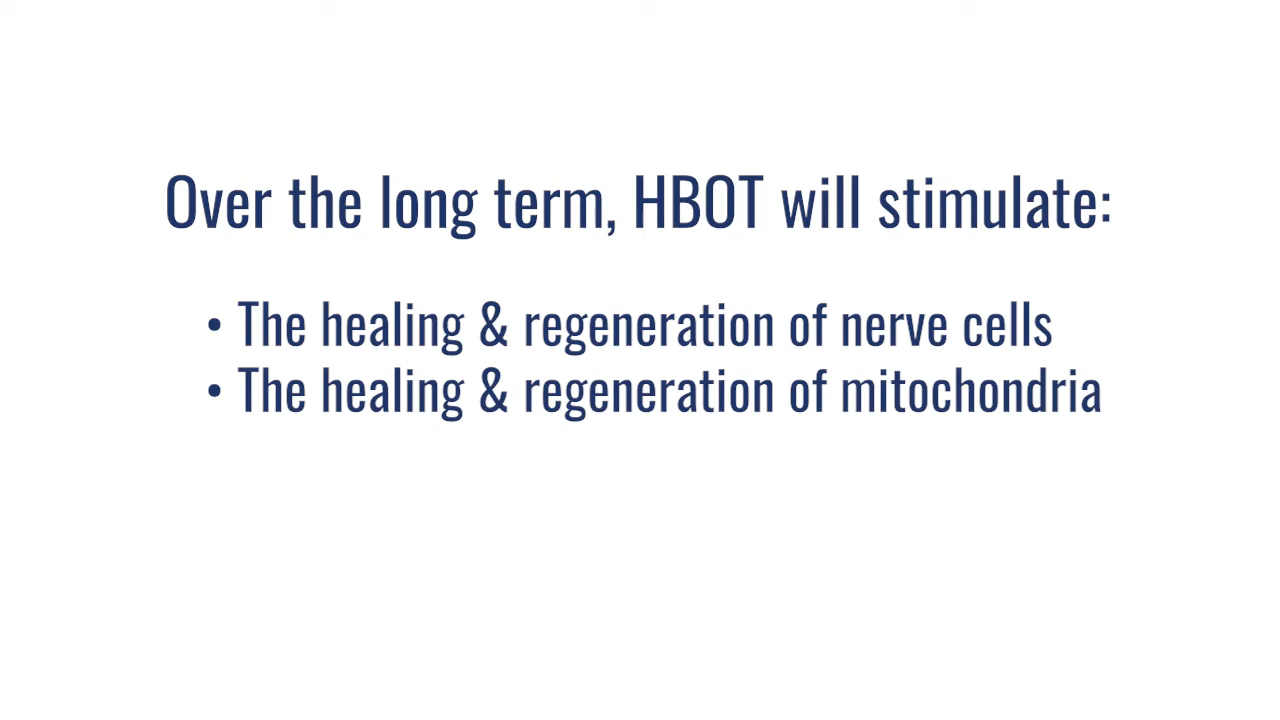 Over the long term, HBOT will stimulate:
• The healing & regeneration of nerve cells
• The healing & regeneration of mitochondria